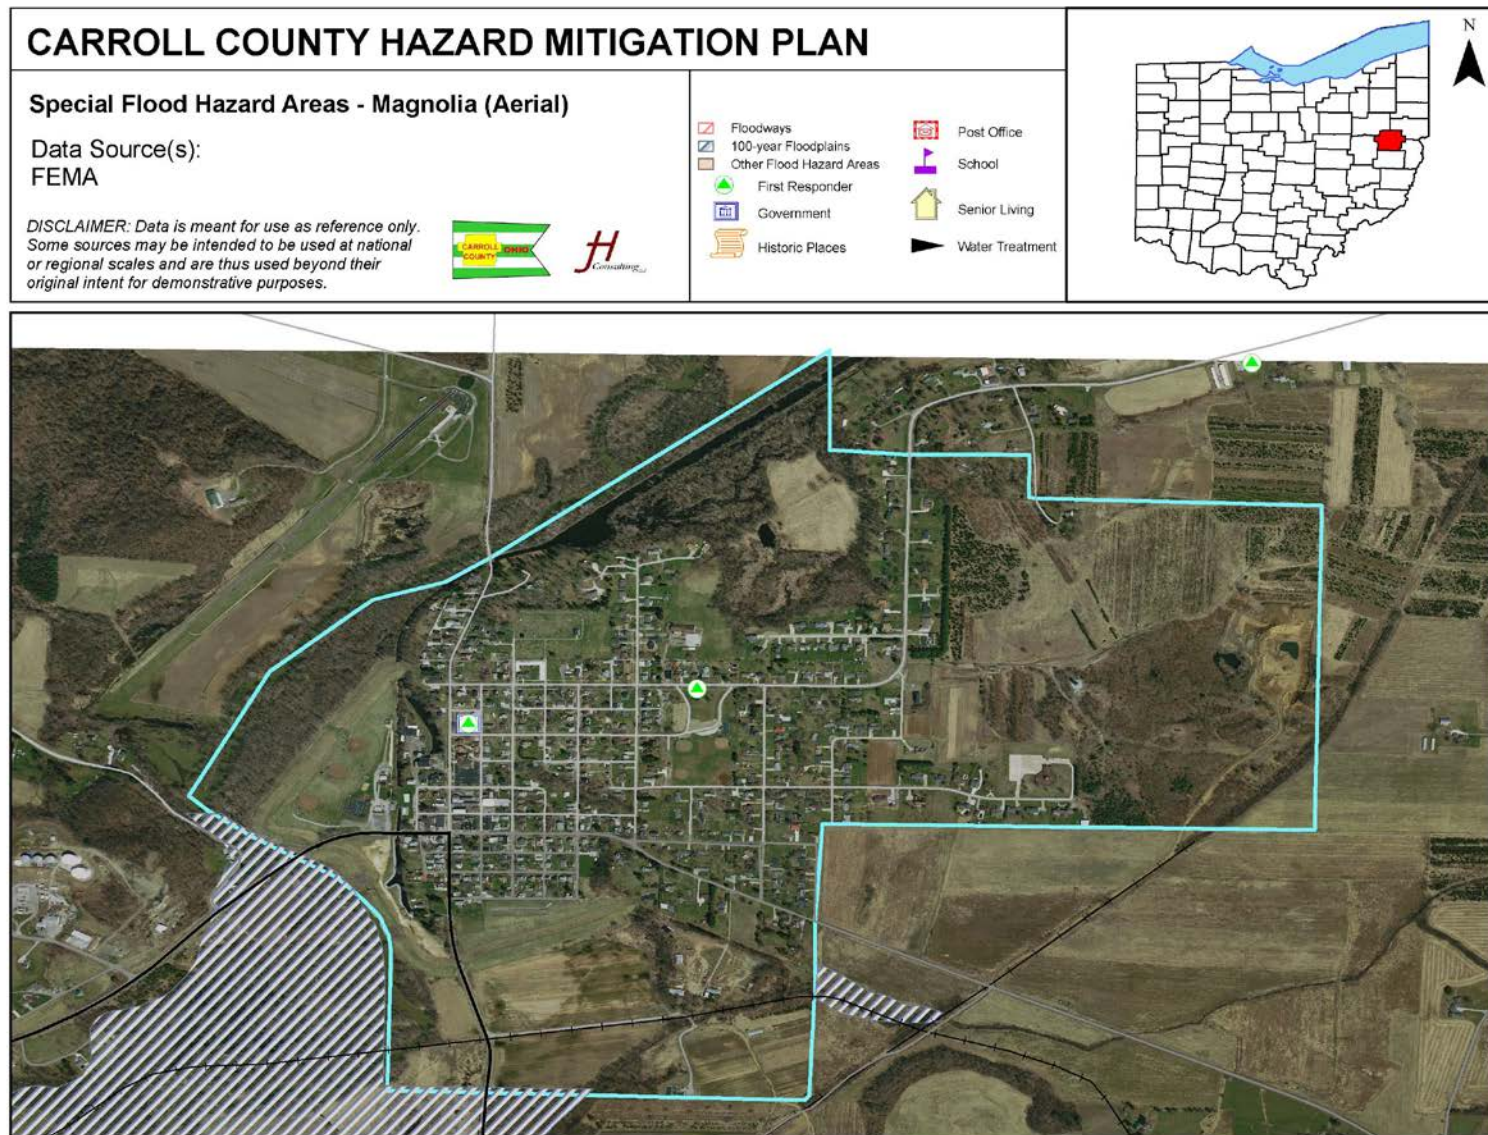 CARROLL COUNTY HAZARD MITIGATION PLAN
Special Flood Hazard Areas - Magnolia (Aerial)
Data Source(s):
FEMA
DISCLAIMER: Data is meant for use as reference only.
Some sources may be intended to be used at national
or regional scales and are thus used beyond their
original intent for demonstrative purposes.
CARROLL
COUNTY
OHIO
JH
Consulting
Floodways
100-year Floodplains
Other Flood Hazard Areas
First Responder
Government
Historic Places
Post Office
School
Senior Living
Water Treatment
N